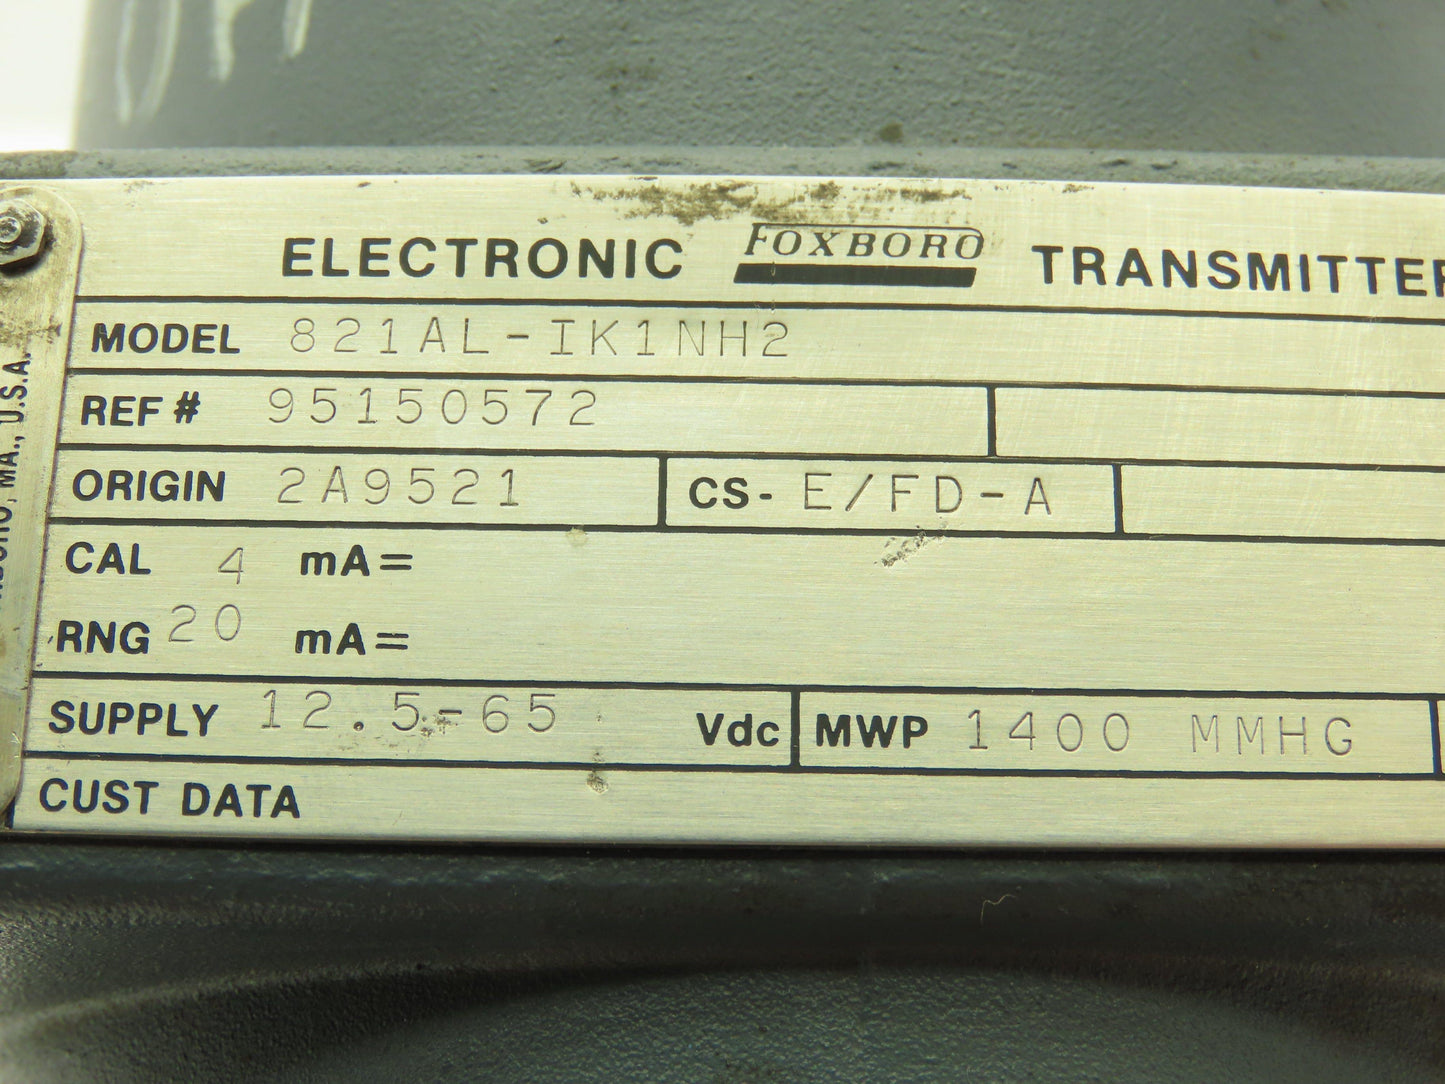 ELECTRONIC FOXBORO TRANSMITTER
MODEL 821AL-IK1NH2
REF # 95150572
ORIGIN 2A9521 CS- E/FD-A
CAL 4 mA=
RNG 20 mA=
SUPPLY 12.5-65 Vdc MWP 1400 MMHG
CUST DATA
MA., U.S.A.